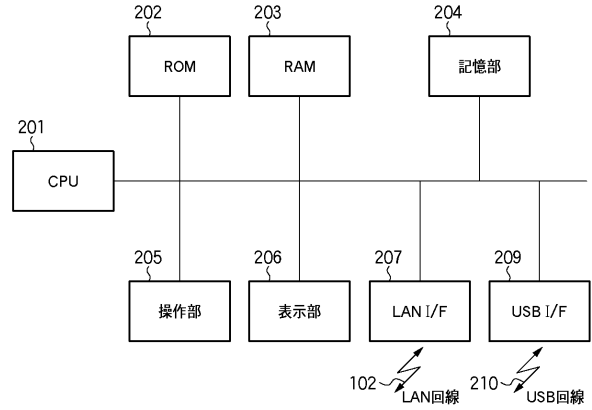 202
203
204
ROM
RAM
記憶部
201
CPU
205
206
207
209
操作部
表示部
LAN I/F
USB I/F
102
LAN回線
210
USB回線